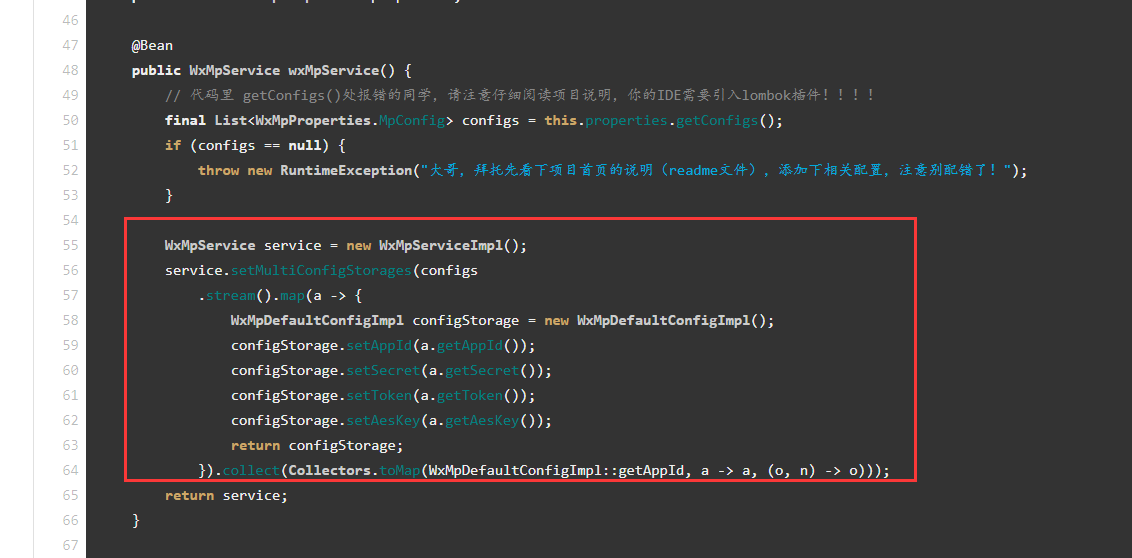 46
47 @Bean
48 public WxMpService wxMpService() {
49 // 代码里 getConfigs()处报错的同学，请注意仔细阅读项目说明，你的IDE需要引入lombok插件！！！！
50 final List<WxMpProperties.MpConfig> configs = this.properties.getConfigs();
51 if (configs == null) {
52 throw new RuntimeException("大哥，拜托先看下项目首页的说明（readme文件），添加下相关配置，注意别配错了！");
53 }
54
55 WxMpService service = new WxMpServiceImpl();
56 service.setMultiConfigStorages(configs
57 .stream().map(a -> {
58 WxMpDefaultConfigImpl configStorage = new WxMpDefaultConfigImpl();
59 configStorage.setAppId(a.getAppId());
60 configStorage.setSecret(a.getSecret());
61 configStorage.setToken(a.getToken());
62 configStorage.setAesKey(a.getAesKey());
63 return configStorage;
64 }).collect(Collectors.toMap(WxMpDefaultConfigImpl::getAppId, a -> a, (o, n) -> o)));
65 return service;
66 }
67